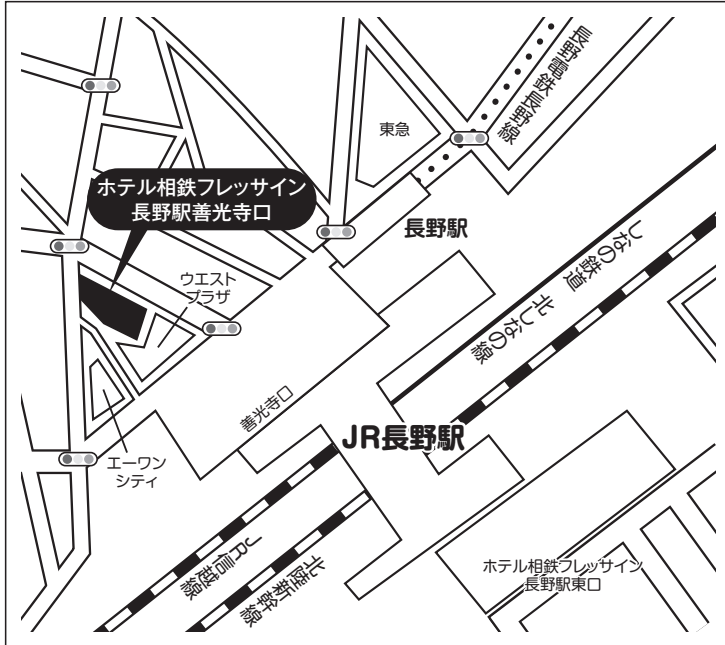 長野電鉄長野線
東急
ホテル相鉄フレッサイン
長野駅善光寺口
長野駅
しなの鉄道
北しなの線
ウエスト
プラザ
善光寺口
JR長野駅
エーワン
シティ
JR信越線
北陸新幹線
ホテル相鉄フレッサイン
長野駅東口